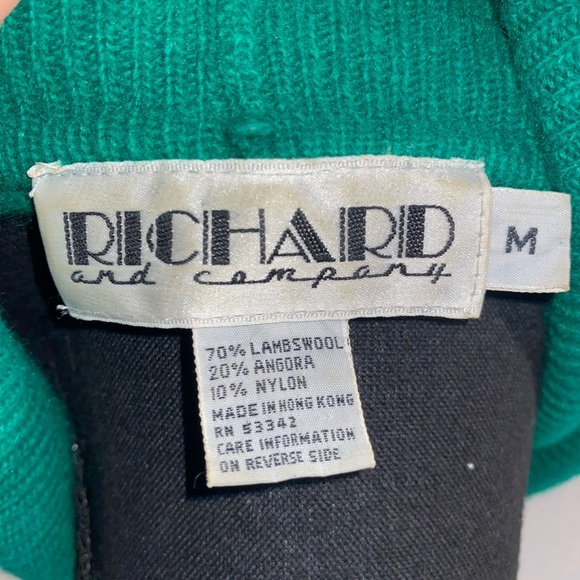 RICHARD
and company
M
70% LAMBSWOOL
20% ANGORA
10% NYLON
MADE IN HONG KONG
RN 53342
CARE INFORMATION
ON REVERSE SIDE